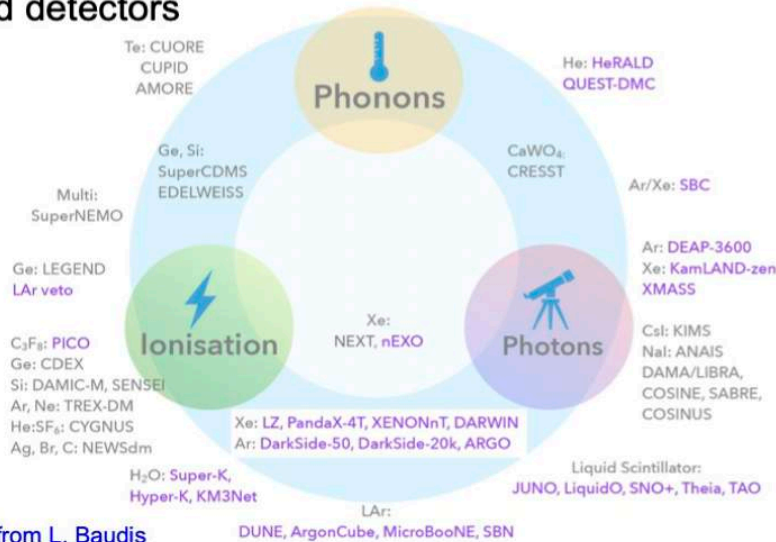 d detectors
Te: CUORE
CUPID
AMORE
Phonons
He: HeRALD
QUEST-DMC
Ge, Si:
SuperCDMS
EDELWEISS
CaWO₄:
CRESST
Multi:
SuperNEMO
Ar/Xe: SBC
Ge: LEGEND
LAr veto
Ar: DEAP-3600
Xe: KamLAND-zen
XMASS
Ionisation
Xe:
NEXT, nEXO
Photons
C₃F₈: PICO
Ge: CDEX
Si: DAMIC-M, SENSEI
Ar, Ne: TREX-DM
He:SF₆: CYGNUS
Ag, Br, C: NEWSdm
CsI: KIMS
NaI: ANAIS
DAMA/LIBRA,
COSINE, SABRE,
COSINUS
Xe: LZ, PandaX-4T, XENONnT, DARWIN
Ar: DarkSide-50, DarkSide-20k, ARGO
H₂O: Super-K,
Hyper-K, KM3Net
Liquid Scintillator:
JUNO, LiquidO, SNO+, Theia, TAO
LAr:
DUNE, ArgonCube, MicroBooNE, SBN
from L. Baudis